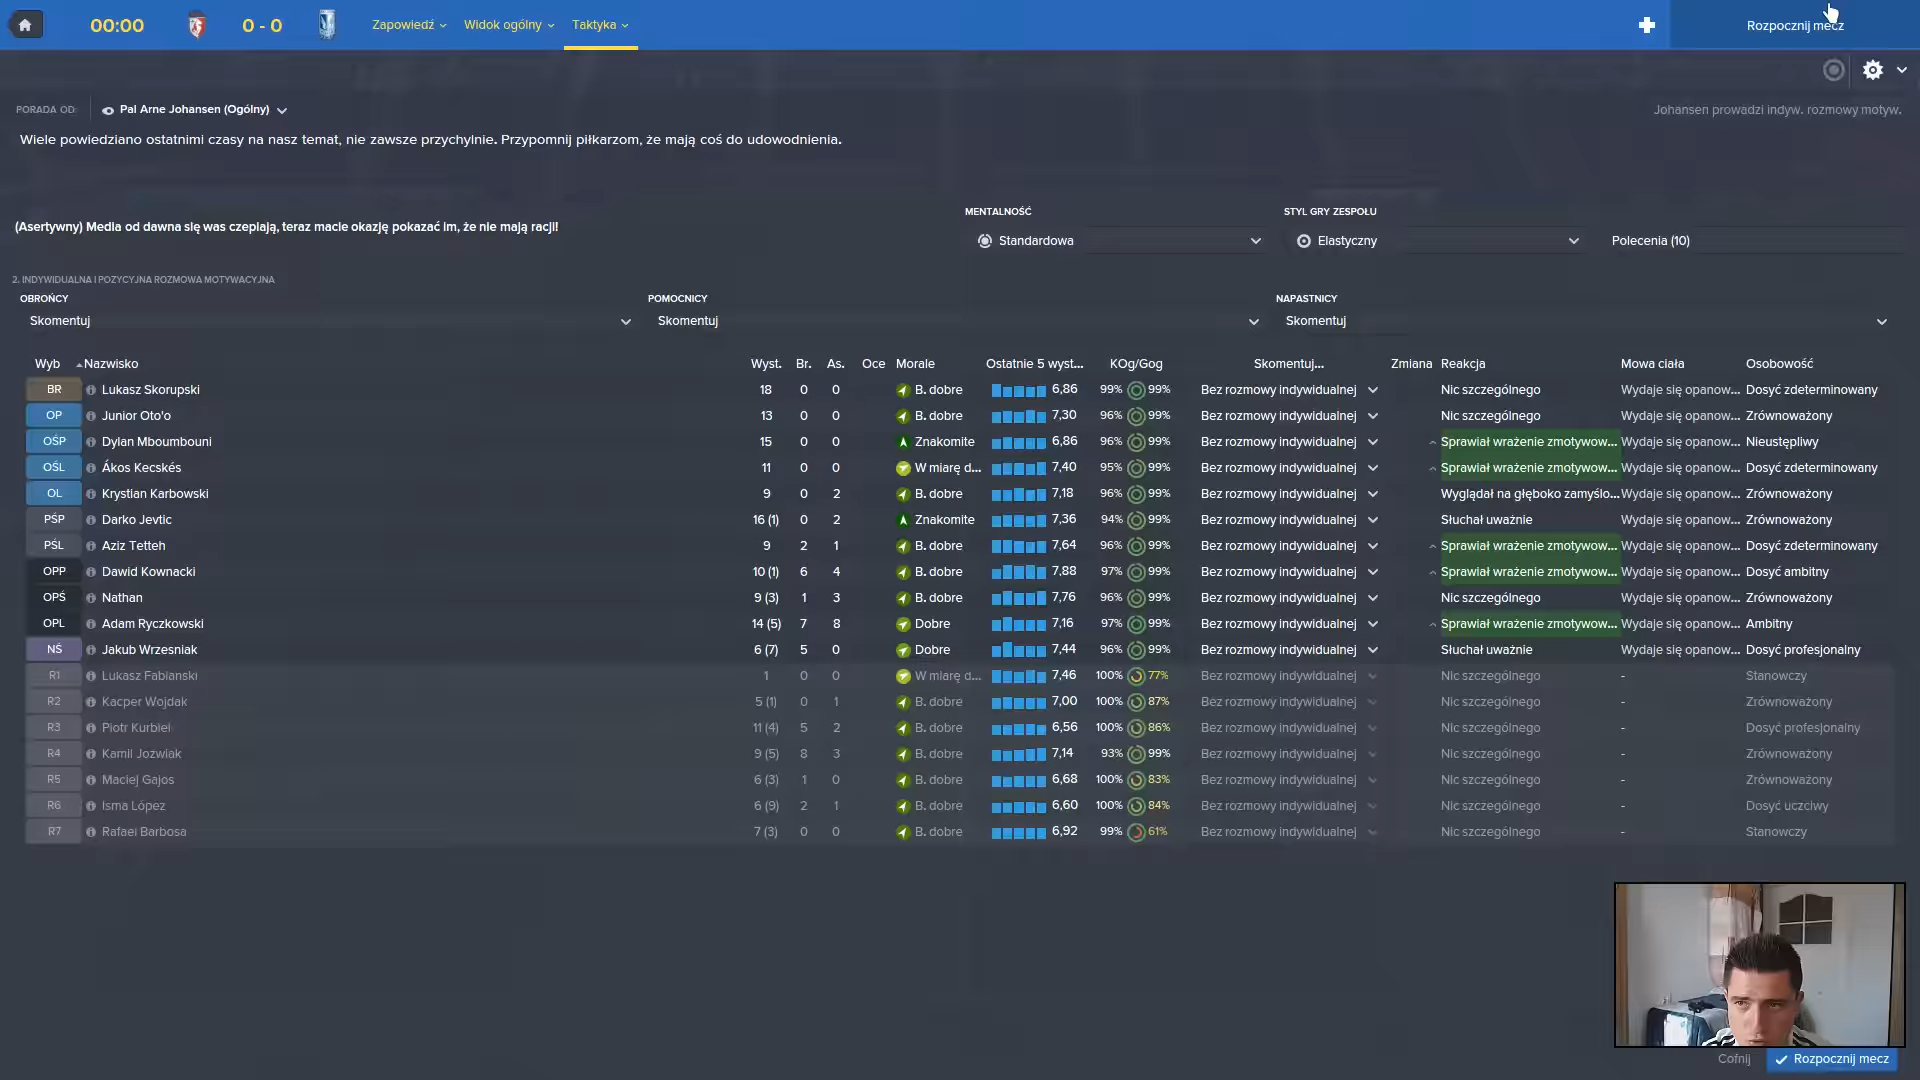 00:00 0 - 0 Zapowiedź Widok ogólny Taktyka Rozpocznij mecz
PORADA OD: Pal Arne Johansen (Ogólny) Johansen prowadzi indyw. rozmowy motyw.
Wiele powiedziano ostatnimi czasy na nasz temat, nie zawsze przychylnie. Przypomnij piłkarzom, że mają coś do udowodnienia.
MENTALNOŚĆ STYL GRY ZESPOŁU
(Asertywny) Media od dawna się was czepiają, teraz macie okazję pokazać im, że nie mają racji!
Standardowa Elastyczny Polecenia (10)
2. INDYWIDUALNA I POZYCYJNA ROZMOWA MOTYWACYJNA
OBROŃCY POMOCNICY NAPASTNICY
Skomentuj Skomentuj Skomentuj
Wyb Nazwisko Wyst. Br. As. Oce Morale Ostatnie 5 wyst... KOg/Gog Skomentuj... Zmiana Reakcja Mowa ciała Osobowość
BR Lukasz Skorupski 18 0 0 B. dobre 6,86 99% 99% Bez rozmowy indywidualnej Nic szczególnego Wydaje się opanow... Dosyć zdeterminowany
OP Junior Oto'o 13 0 0 B. dobre 7,30 96% 99% Bez rozmowy indywidualnej Nic szczególnego Wydaje się opanow... Zrównoważony
OŚP Dylan Mboumbouni 15 0 0 Znakomite 6,86 96% 99% Bez rozmowy indywidualnej Sprawiał wrażenie zmotywow... Wydaje się opanow... Nieustępliwy
OŚL Ákos Kecskés 11 0 0 W miarę d... 7,40 95% 99% Bez rozmowy indywidualnej Sprawiał wrażenie zmotywow... Wydaje się opanow... Dosyć zdeterminowany
OL Krystian Karbowski 9 0 2 B. dobre 7,18 96% 99% Bez rozmowy indywidualnej Wyglądał na głęboko zamyślo... Wydaje się opanow... Zrównoważony
PŚP Darko Jevtic 16 (1) 0 2 Znakomite 7,36 94% 99% Bez rozmowy indywidualnej Słuchał uważnie Wydaje się opanow... Zrównoważony
PŚL Aziz Tetteh 9 2 1 B. dobre 7,64 96% 99% Bez rozmowy indywidualnej Sprawiał wrażenie zmotywow... Wydaje się opanow... Dosyć zdeterminowany
OPP Dawid Kownacki 10 (1) 6 4 B. dobre 7,88 97% 99% Bez rozmowy indywidualnej Sprawiał wrażenie zmotywow... Wydaje się opanow... Dosyć ambitny
OPŚ Nathan 9 (3) 1 3 B. dobre 7,76 96% 99% Bez rozmowy indywidualnej Nic szczególnego Wydaje się opanow... Zrównoważony
OPL Adam Ryczkowski 14 (5) 7 8 Dobre 7,16 97% 99% Bez rozmowy indywidualnej Sprawiał wrażenie zmotywow... Wydaje się opanow... Ambitny
NŚ Jakub Wrzesniak 6 (7) 5 0 Dobre 7,44 96% 99% Bez rozmowy indywidualnej Słuchał uważnie Wydaje się opanow... Dosyć profesjonalny
R1 Lukasz Fabianski 1 0 0 W miarę d... 7,46 100% 77% Bez rozmowy indywidualnej Nic szczególnego - Stanowczy
R2 Kacper Wojdak 5 (1) 0 1 B. dobre 7,00 100% 87% Bez rozmowy indywidualnej Nic szczególnego - Zrównoważony
R3 Piotr Kurbiel 11 (4) 5 2 B. dobre 6,56 100% 86% Bez rozmowy indywidualnej Nic szczególnego - Dosyć profesjonalny
R4 Kamil Jozwiak 9 (5) 8 3 B. dobre 7,14 93% 99% Bez rozmowy indywidualnej Nic szczególnego - Zrównoważony
R5 Maciej Gajos 6 (3) 1 0 B. dobre 6,68 100% 83% Bez rozmowy indywidualnej Nic szczególnego - Zrównoważony
R6 Isma López 6 (9) 2 1 B. dobre 6,60 100% 84% Bez rozmowy indywidualnej Nic szczególnego - Dosyć uczciwy
R7 Rafael Barbosa 7 (3) 0 0 B. dobre 6,92 99% 61% Bez rozmowy indywidualnej Nic szczególnego - Stanowczy
Cofnij Rozpocznij mecz